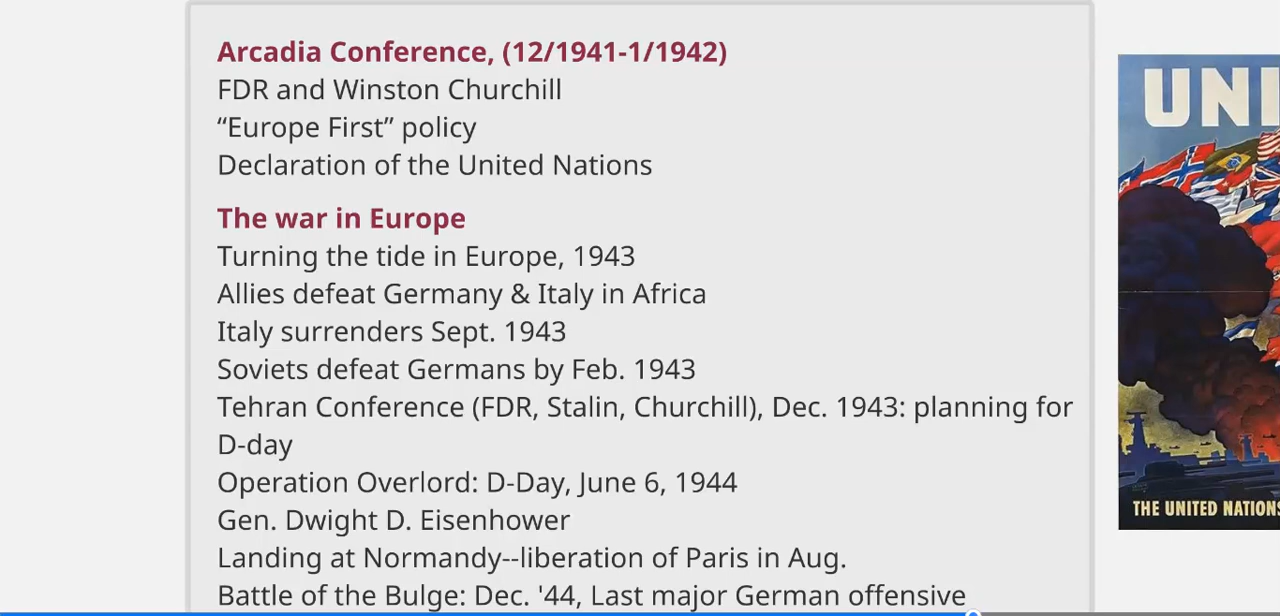 Arcadia Conference, (12/1941-1/1942)
FDR and Winston Churchill
“Europe First” policy
Declaration of the United Nations
The war in Europe
Turning the tide in Europe, 1943
Allies defeat Germany & Italy in Africa
Italy surrenders Sept. 1943
Soviets defeat Germans by Feb. 1943
Tehran Conference (FDR, Stalin, Churchill), Dec. 1943: planning for
D-day
Operation Overlord: D-Day, June 6, 1944
Gen. Dwight D. Eisenhower
Landing at Normandy--liberation of Paris in Aug.
Battle of the Bulge: Dec. '44, Last major German offensive
UNI
THE UNITED NATIONS